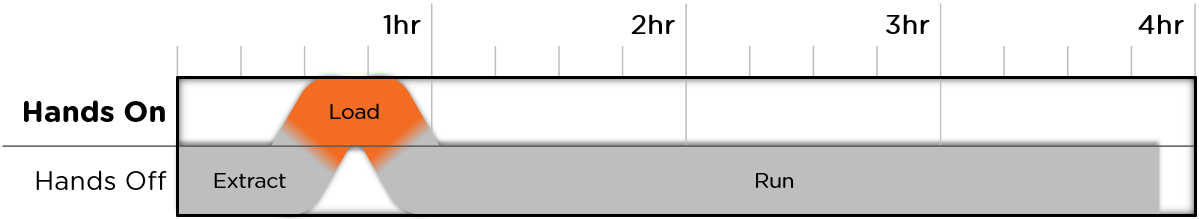 1hr 2hr 3hr 4hr
Hands On Load
Hands Off Extract Run